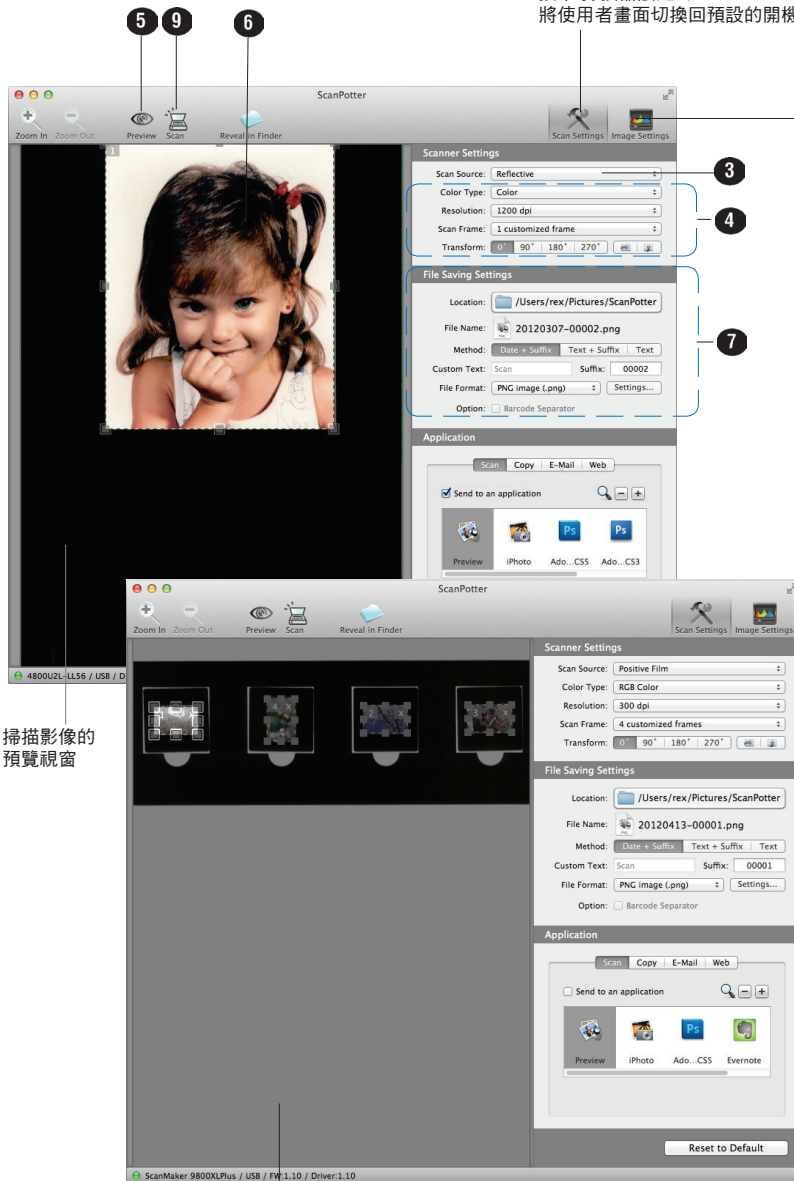 將使用者畫面切換回預設的開機
5 9 6
ScanPotter
Zoom In Zoom Out Preview Scan Reveal in Finder Scan Settings Image Settings
1
Scanner Settings
Scan Source: Reflective
3
Color Type: Color
Resolution: 1200 dpi
4
Scan Frame: 1 customized frame
Transform: 0° 90° 180° 270°
File Saving Settings
Location: /Users/rex/Pictures/ScanPotter
File Name: 20120307-00002.png
7
Method: Date + Suffix Text + Suffix Text
Custom Text: Scan Suffix: 00002
File Format: PNG image (.png) Settings...
Option: Barcode Separator
Application
Scan Copy E-Mail Web
Send to an application
Preview iPhoto Ado...CS5 Ado...CS3
4800U2L-LL56 / USB / D
掃描影像的
預覽視窗
ScanPotter
Zoom In Zoom Out Preview Scan Reveal in Finder Scan Settings Image Settings
Scanner Settings
Scan Source: Positive Film
Color Type: RGB Color
Resolution: 300 dpi
Scan Frame: 4 customized frames
Transform: 0° 90° 180° 270°
File Saving Settings
Location: /Users/rex/Pictures/ScanPotter
File Name: 20120413-00001.png
Method: Date + Suffix Text + Suffix Text
Custom Text: Scan Suffix: 00001
File Format: PNG image (.png) Settings...
Option: Barcode Separator
Application
Scan Copy E-Mail Web
Send to an application
Preview iPhoto Ado...CS5 Evernote
Reset to Default
ScanMaker 9800XLPlus / USB / FW:1.10 / Driver:1.10